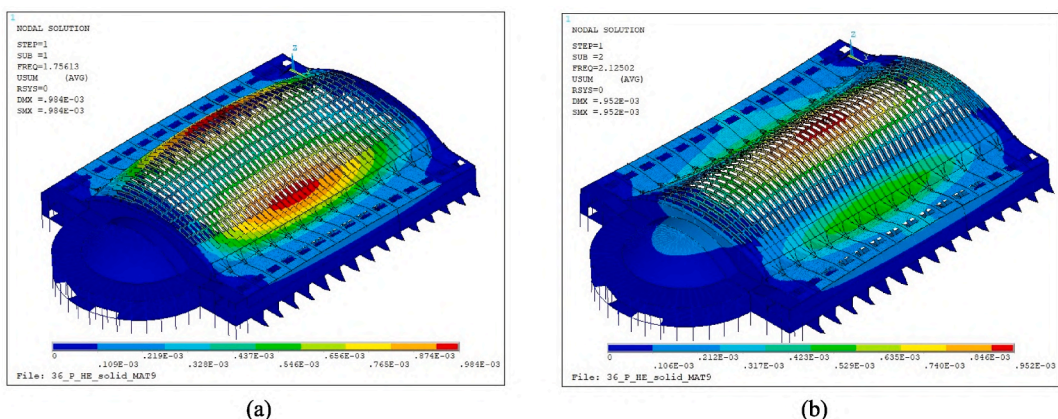 1
NODAL SOLUTION
STEP=1
SUB =1
FREQ=1.75613
USUM (AVG)
RSYS=0
DMX =.984E-03
SMX =.984E-03
Z
0 .219E-03 .437E-03 .656E-03 .874E-03
.109E-03 .328E-03 .546E-03 .765E-03 .984E-03
File: 36_P_HE_solid_MAT9
(a)
1
NODAL SOLUTION
STEP=1
SUB =2
FREQ=2.12502
USUM (AVG)
RSYS=0
DMX =.952E-03
SMX =.952E-03
Z
Y
0 .212E-03 .423E-03 .635E-03 .846E-03
.106E-03 .317E-03 .529E-03 .740E-03 .952E-03
File: 36_P_HE_solid_MAT9
(b)